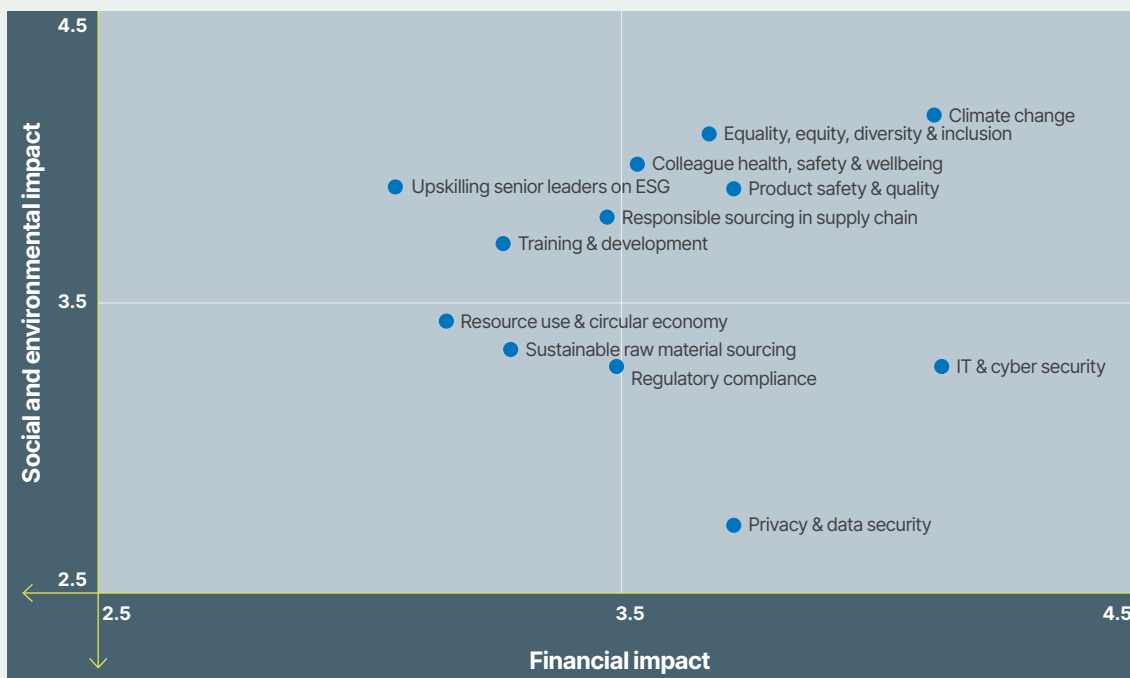 4.5
Social and environmental impact
Climate change
Equality, equity, diversity & inclusion
Colleague health, safety & wellbeing
Upskilling senior leaders on ESG
Product safety & quality
Responsible sourcing in supply chain
Training & development
3.5
Resource use & circular economy
Sustainable raw material sourcing
IT & cyber security
Regulatory compliance
Privacy & data security
2.5
2.5
3.5
4.5
Financial impact